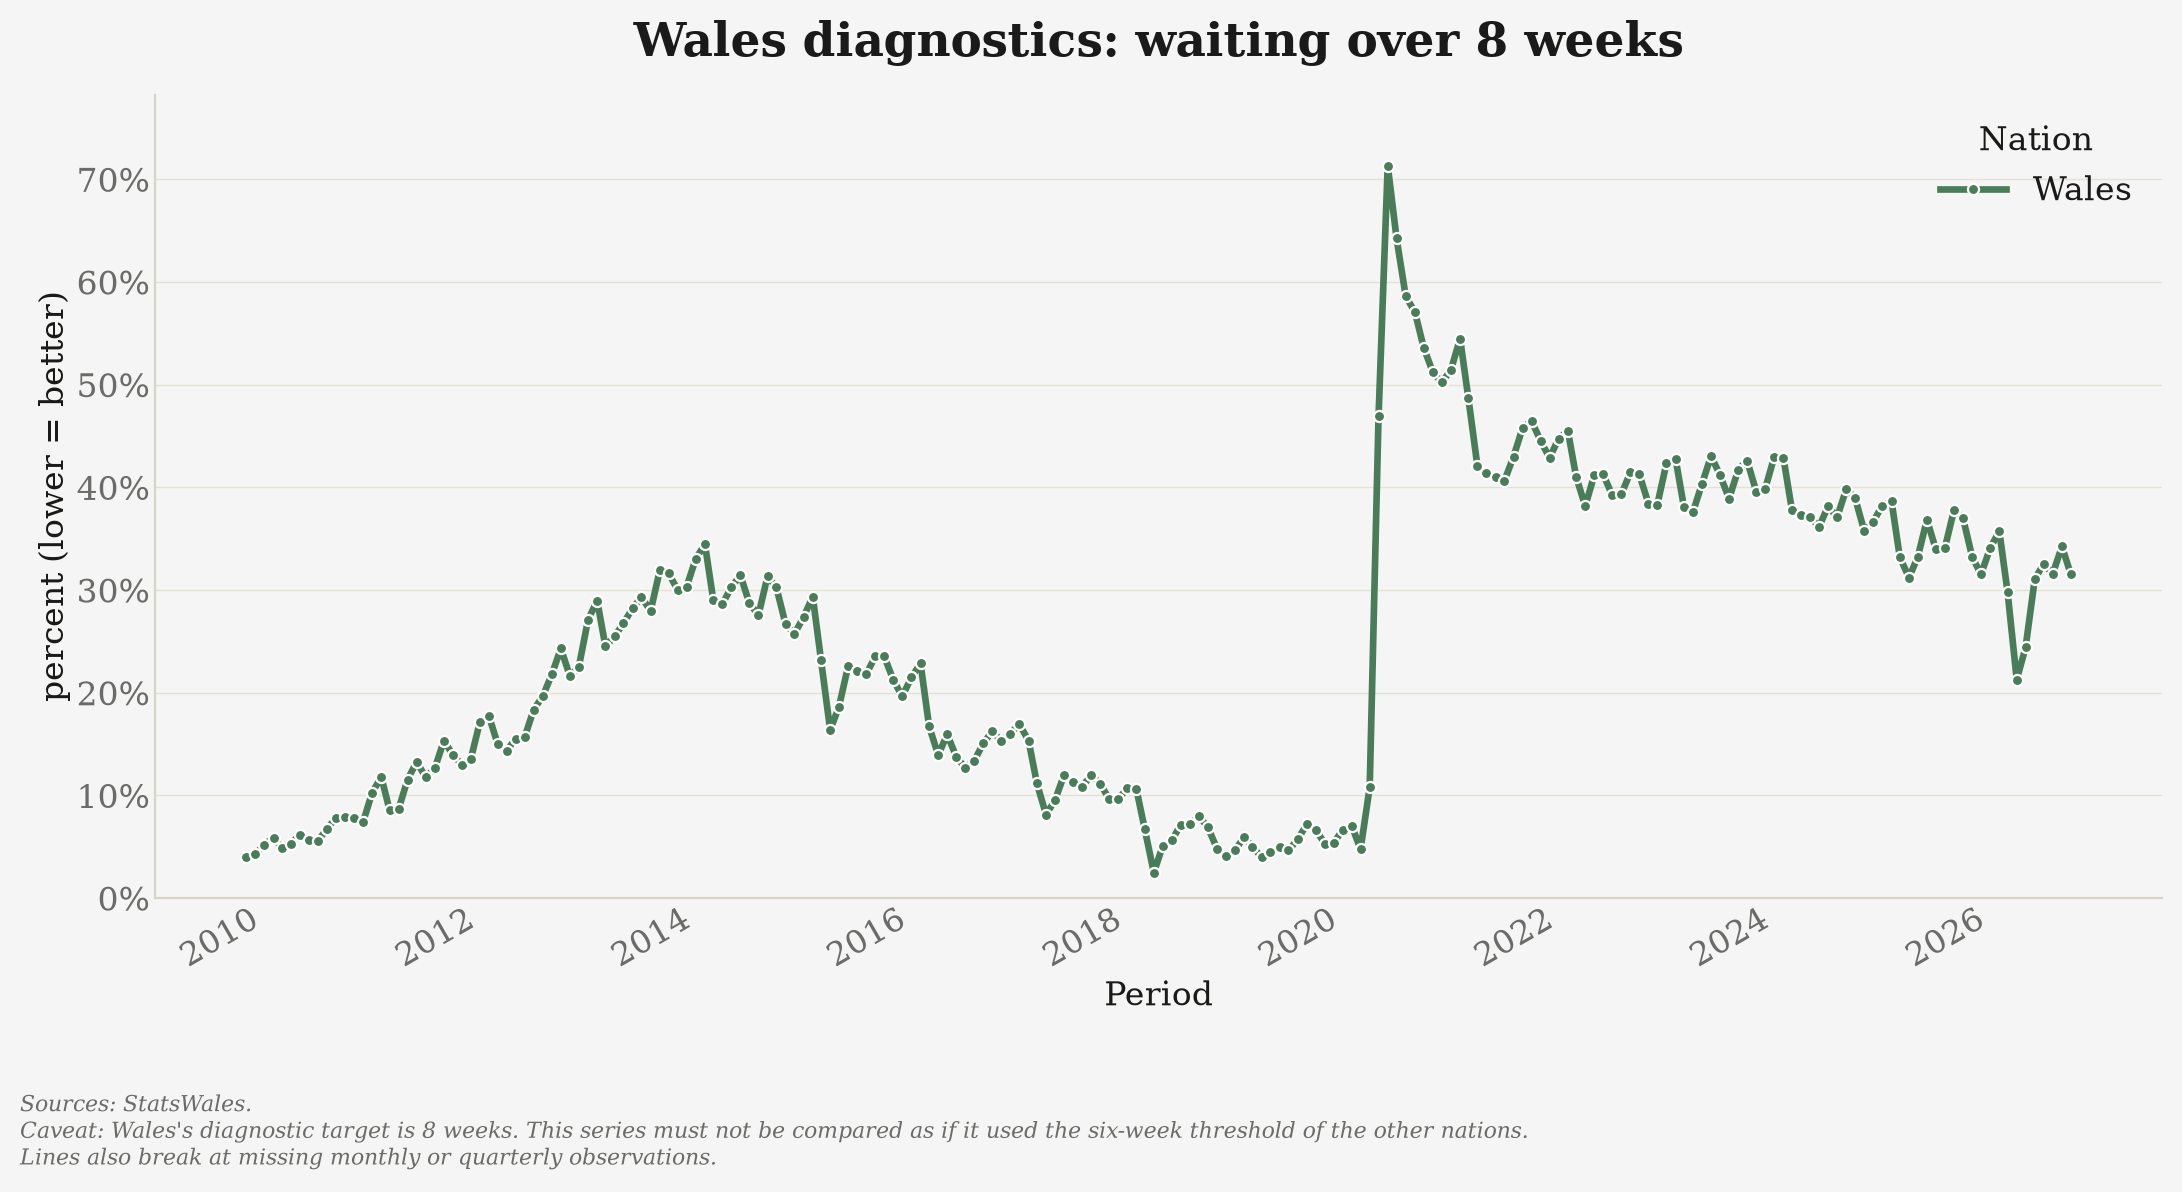 Wales diagnostics: waiting over 8 weeks
Nation
Wales
percent (lower = better)
70%
60%
50%
40%
30%
20%
10%
0%
2010
2012
2014
2016
2018
2020
2022
2024
2026
Period
Sources: StatsWales.
Caveat: Wales's diagnostic target is 8 weeks. This series must not be compared as if it used the six-week threshold of the other nations.
Lines also break at missing monthly or quarterly observations.